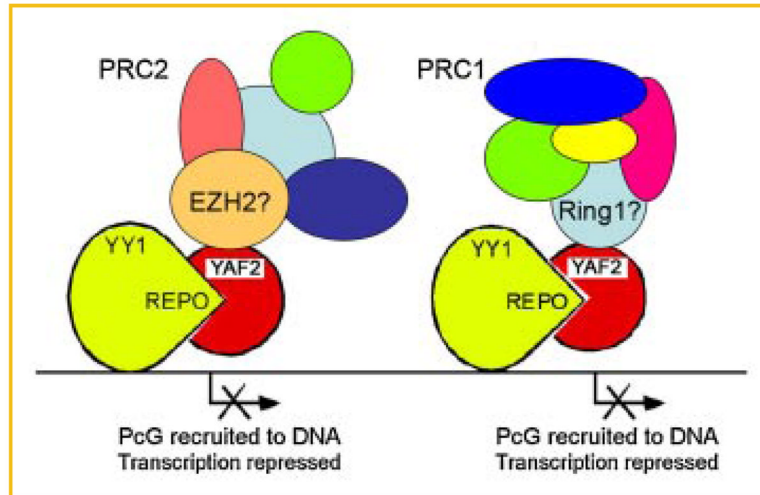 PRC2
EZH2?
YY1
YAF2
REPO
PcG recruited to DNA
Transcription repressed
PRC1
Ring1?
YY1
YAF2
REPO
PcG recruited to DNA
Transcription repressed